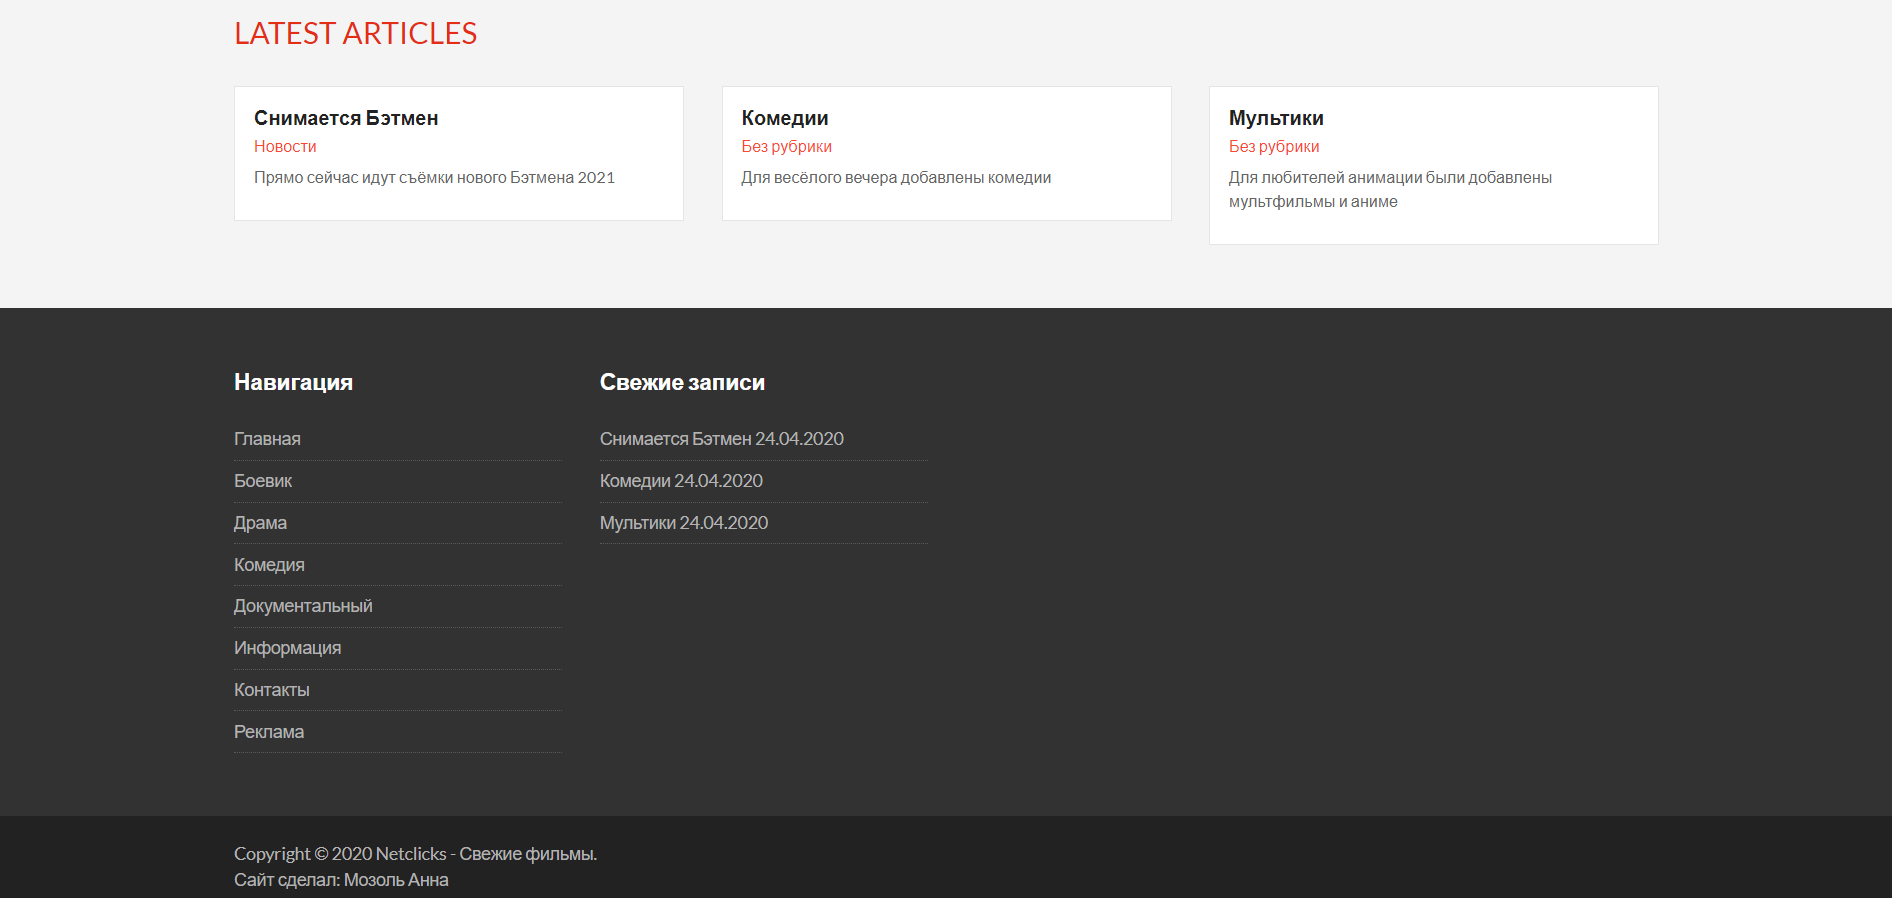 LATEST ARTICLES
Снимается Бэтмен
Новости
Прямо сейчас идут съёмки нового Бэтмена 2021
Комедии
Без рубрики
Для весёлого вечера добавлены комедии
Мультики
Без рубрики
Для любителей анимации были добавлены
мультфильмы и аниме
Навигация
Главная
Боевик
Драма
Комедия
Документальный
Информация
Контакты
Реклама
Свежие записи
Снимается Бэтмен 24.04.2020
Комедии 24.04.2020
Мультики 24.04.2020
Copyright © 2020 Netclicks - Свежие фильмы.
Сайт сделал: Мозоль Анна